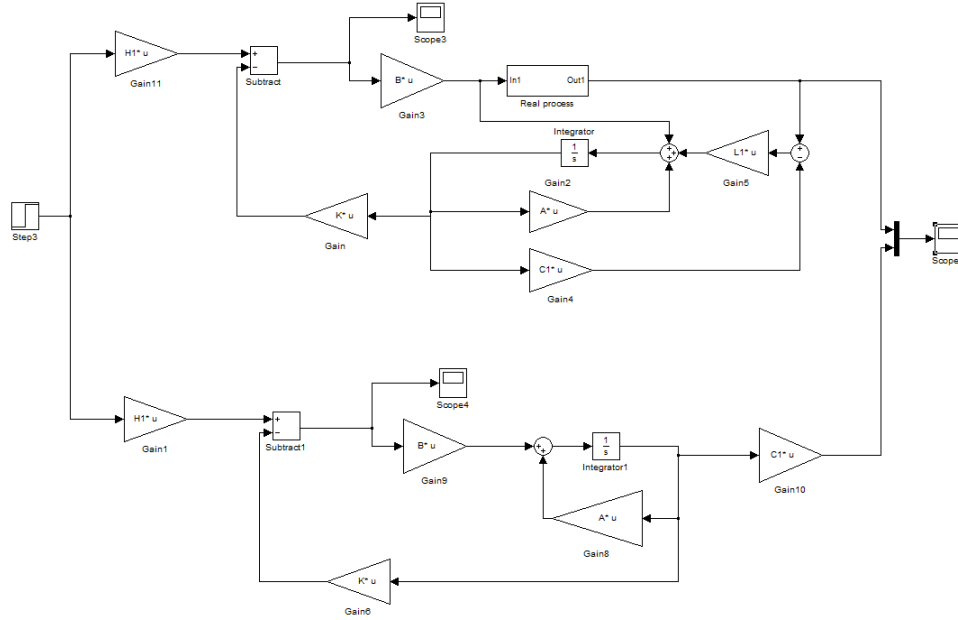 Scope3
H1* u
+
−
Gain11
Subtract
B* u
Gain3
In1
Out1
Real process
Integrator
1
s
Gain2
+
+
L1* u
Gain5
+
−
K* u
Gain
A* u
C1* u
Gain4
Step3
Scope
Scope4
H1* u
Gain1
+
−
Subtract1
B* u
Gain9
+
+
1
s
Integrator1
C1* u
Gain10
A* u
Gain8
K* u
Gain6